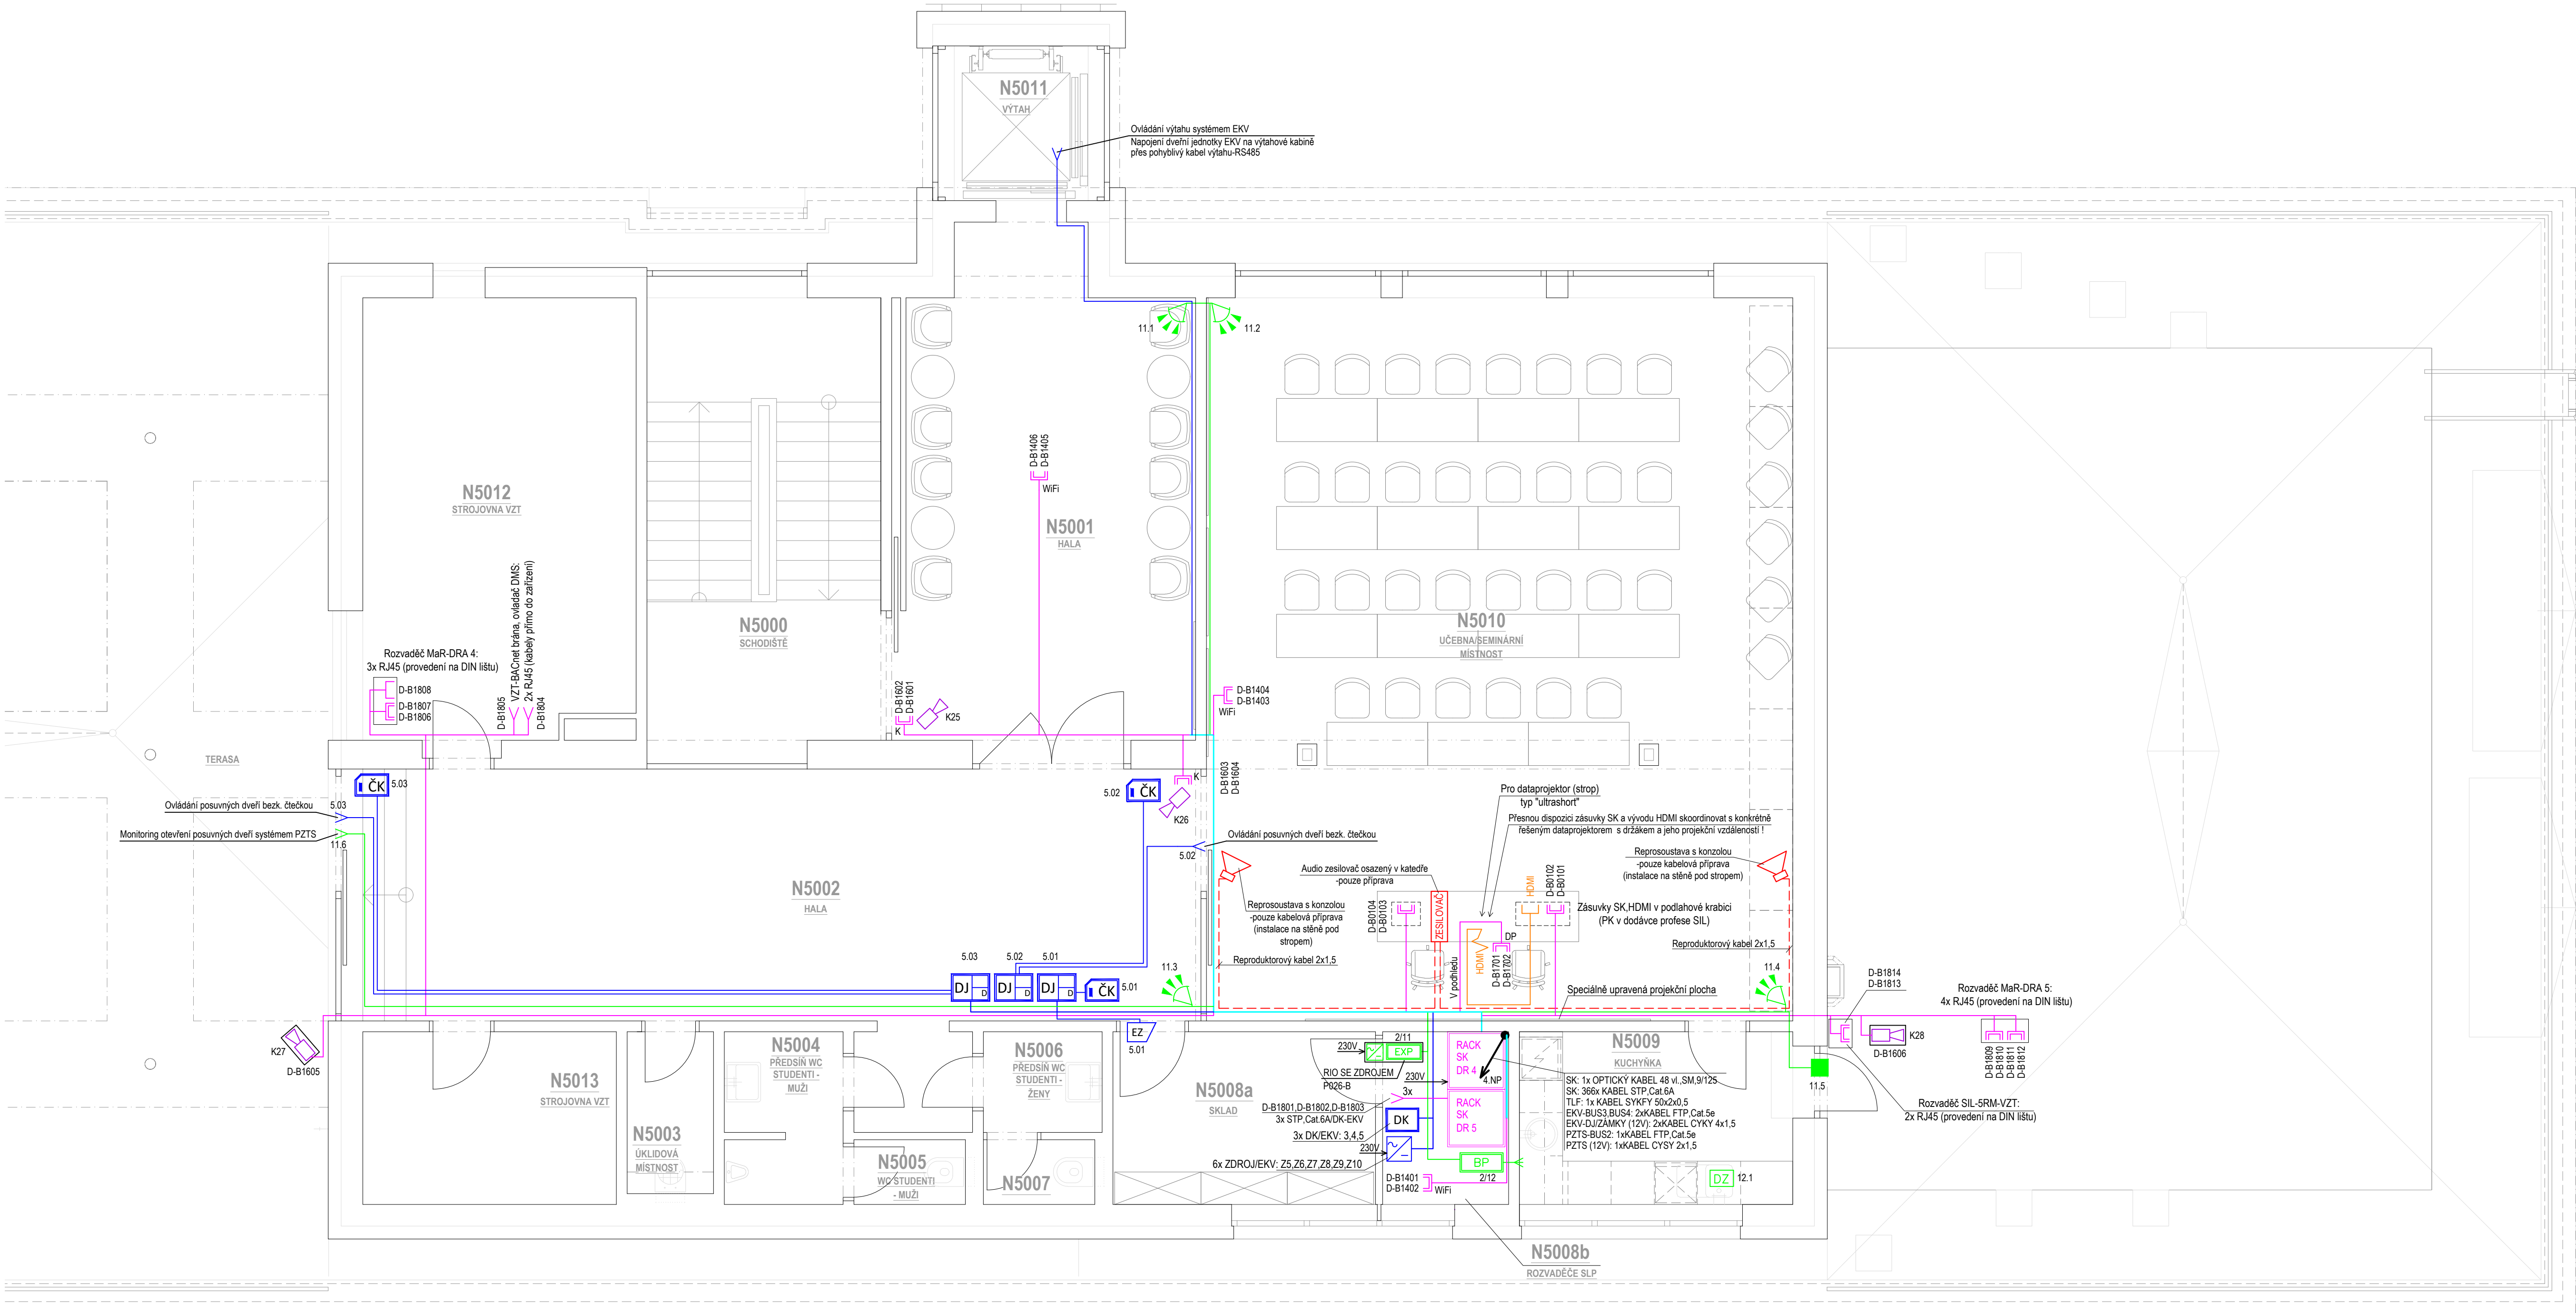 N5011
VÝTAH
Ovládání výtahu systémem EKV
Napojení dveřní jednotky EKV na výtahové kabině
přes pohyblivý kabel výtahu-RS485
11.1
11.2
D-B1406
D-B1405
WiFi
N5012
STROJOVNA VZT
N5001
HALA
N5000
SCHODIŠTĚ
N5010
UČEBNA/SEMINÁRNÍ
MÍSTNOST
Rozvaděč MaR-DRA 4:
3x RJ45 (provedení na DIN lištu)
D-B1808
D-B1807
D-B1806
D-B1805
VZT-BACnet brána, ovladač DMS:
2x RJ45 (kabely přímo do zařízení)
D-B1804
D-B1602
D-B1601
K
K25
D-B1404
D-B1403
WiFi
TERASA
ČK
5.03
5.02
ČK
K
K26
D-B1603
D-B1604
Ovládání posuvných dveří bezk. čtečkou
5.03
Monitoring otevření posuvných dveří systémem PZTS
11.6
Ovládání posuvných dveří bezk. čtečkou
5.02
Pro dataprojektor (strop)
typ "ultrashort"
Přesnou dispozici zásuvky SK a vývodu HDMI skoordinovat s konkrétně
řešeným dataprojektorem s držákem a jeho projekční vzdáleností !
Audio zesilovač osazený v katedře
-pouze příprava
Reprosoustava s konzolou
-pouze kabelová příprava
(instalace na stěně pod stropem)
Reprosoustava s konzolou
-pouze kabelová příprava
(instalace na stěně pod
stropem)
N5002
HALA
D-B0104
D-B0103
ZESILOVAČ
HDMI
D-B0102
D-B0101
Zásuvky SK,HDMI v podlahové krabici
(PK v dodávce profese SIL)
DP
V podhledu
HDMI
D-B1701
D-B1702
Reproduktorový kabel 2x1,5
Reproduktorový kabel 2x1,5
5.03
5.02
5.01
DJ
D
DJ
D
DJ
D
ČK
5.01
11.3
11.4
Speciálně upravená projekční plocha
D-B1814
D-B1813
Rozvaděč MaR-DRA 5:
4x RJ45 (provedení na DIN lištu)
K27
D-B1605
EZ
5.01
K28
D-B1606
D-B1809
D-B1810
D-B1811
D-B1812
N5013
STROJOVNA VZT
N5003
ÚKLIDOVÁ
MÍSTNOST
N5004
PŘEDSÍŇ WC
STUDENTI -
MUŽI
N5005
WC STUDENTI
- MUŽI
N5006
PŘEDSÍŇ WC
STUDENTI -
ŽENY
N5007
N5008a
SKLAD
2/11
230V
EXP
RIO SE ZDROJEM
P026-B
230V
3x
D-B1801,D-B1802,D-B1803
3x STP,Cat.6A/DK-EKV
DK
3x DK/EKV: 3,4,5
230V
6x ZDROJ/EKV: Z5,Z6,Z7,Z8,Z9,Z10
D-B1401
D-B1402
WiFi
RACK
SK
DR 4
4.NP
RACK
SK
DR 5
BP
2/12
N5009
KUCHYŇKA
SK: 1x OPTICKÝ KABEL 48 vl.,SM,9/125
SK: 366x KABEL STP,Cat.6A
TLF: 1x KABEL SYKFY 50x2x0,5
EKV-BUS3,BUS4: 2xKABEL FTP,Cat.5e
EKV-DJ/ZÁMKY (12V): 2xKABEL CYKY 4x1,5
PZTS-BUS2: 1xKABEL FTP,Cat.5e
PZTS (12V): 1xKABEL CYSY 2x1,5
DZ
12.1
11.5
Rozvaděč SIL-5RM-VZT:
2x RJ45 (provedení na DIN lištu)
N5008b
ROZVADĚČE SLP